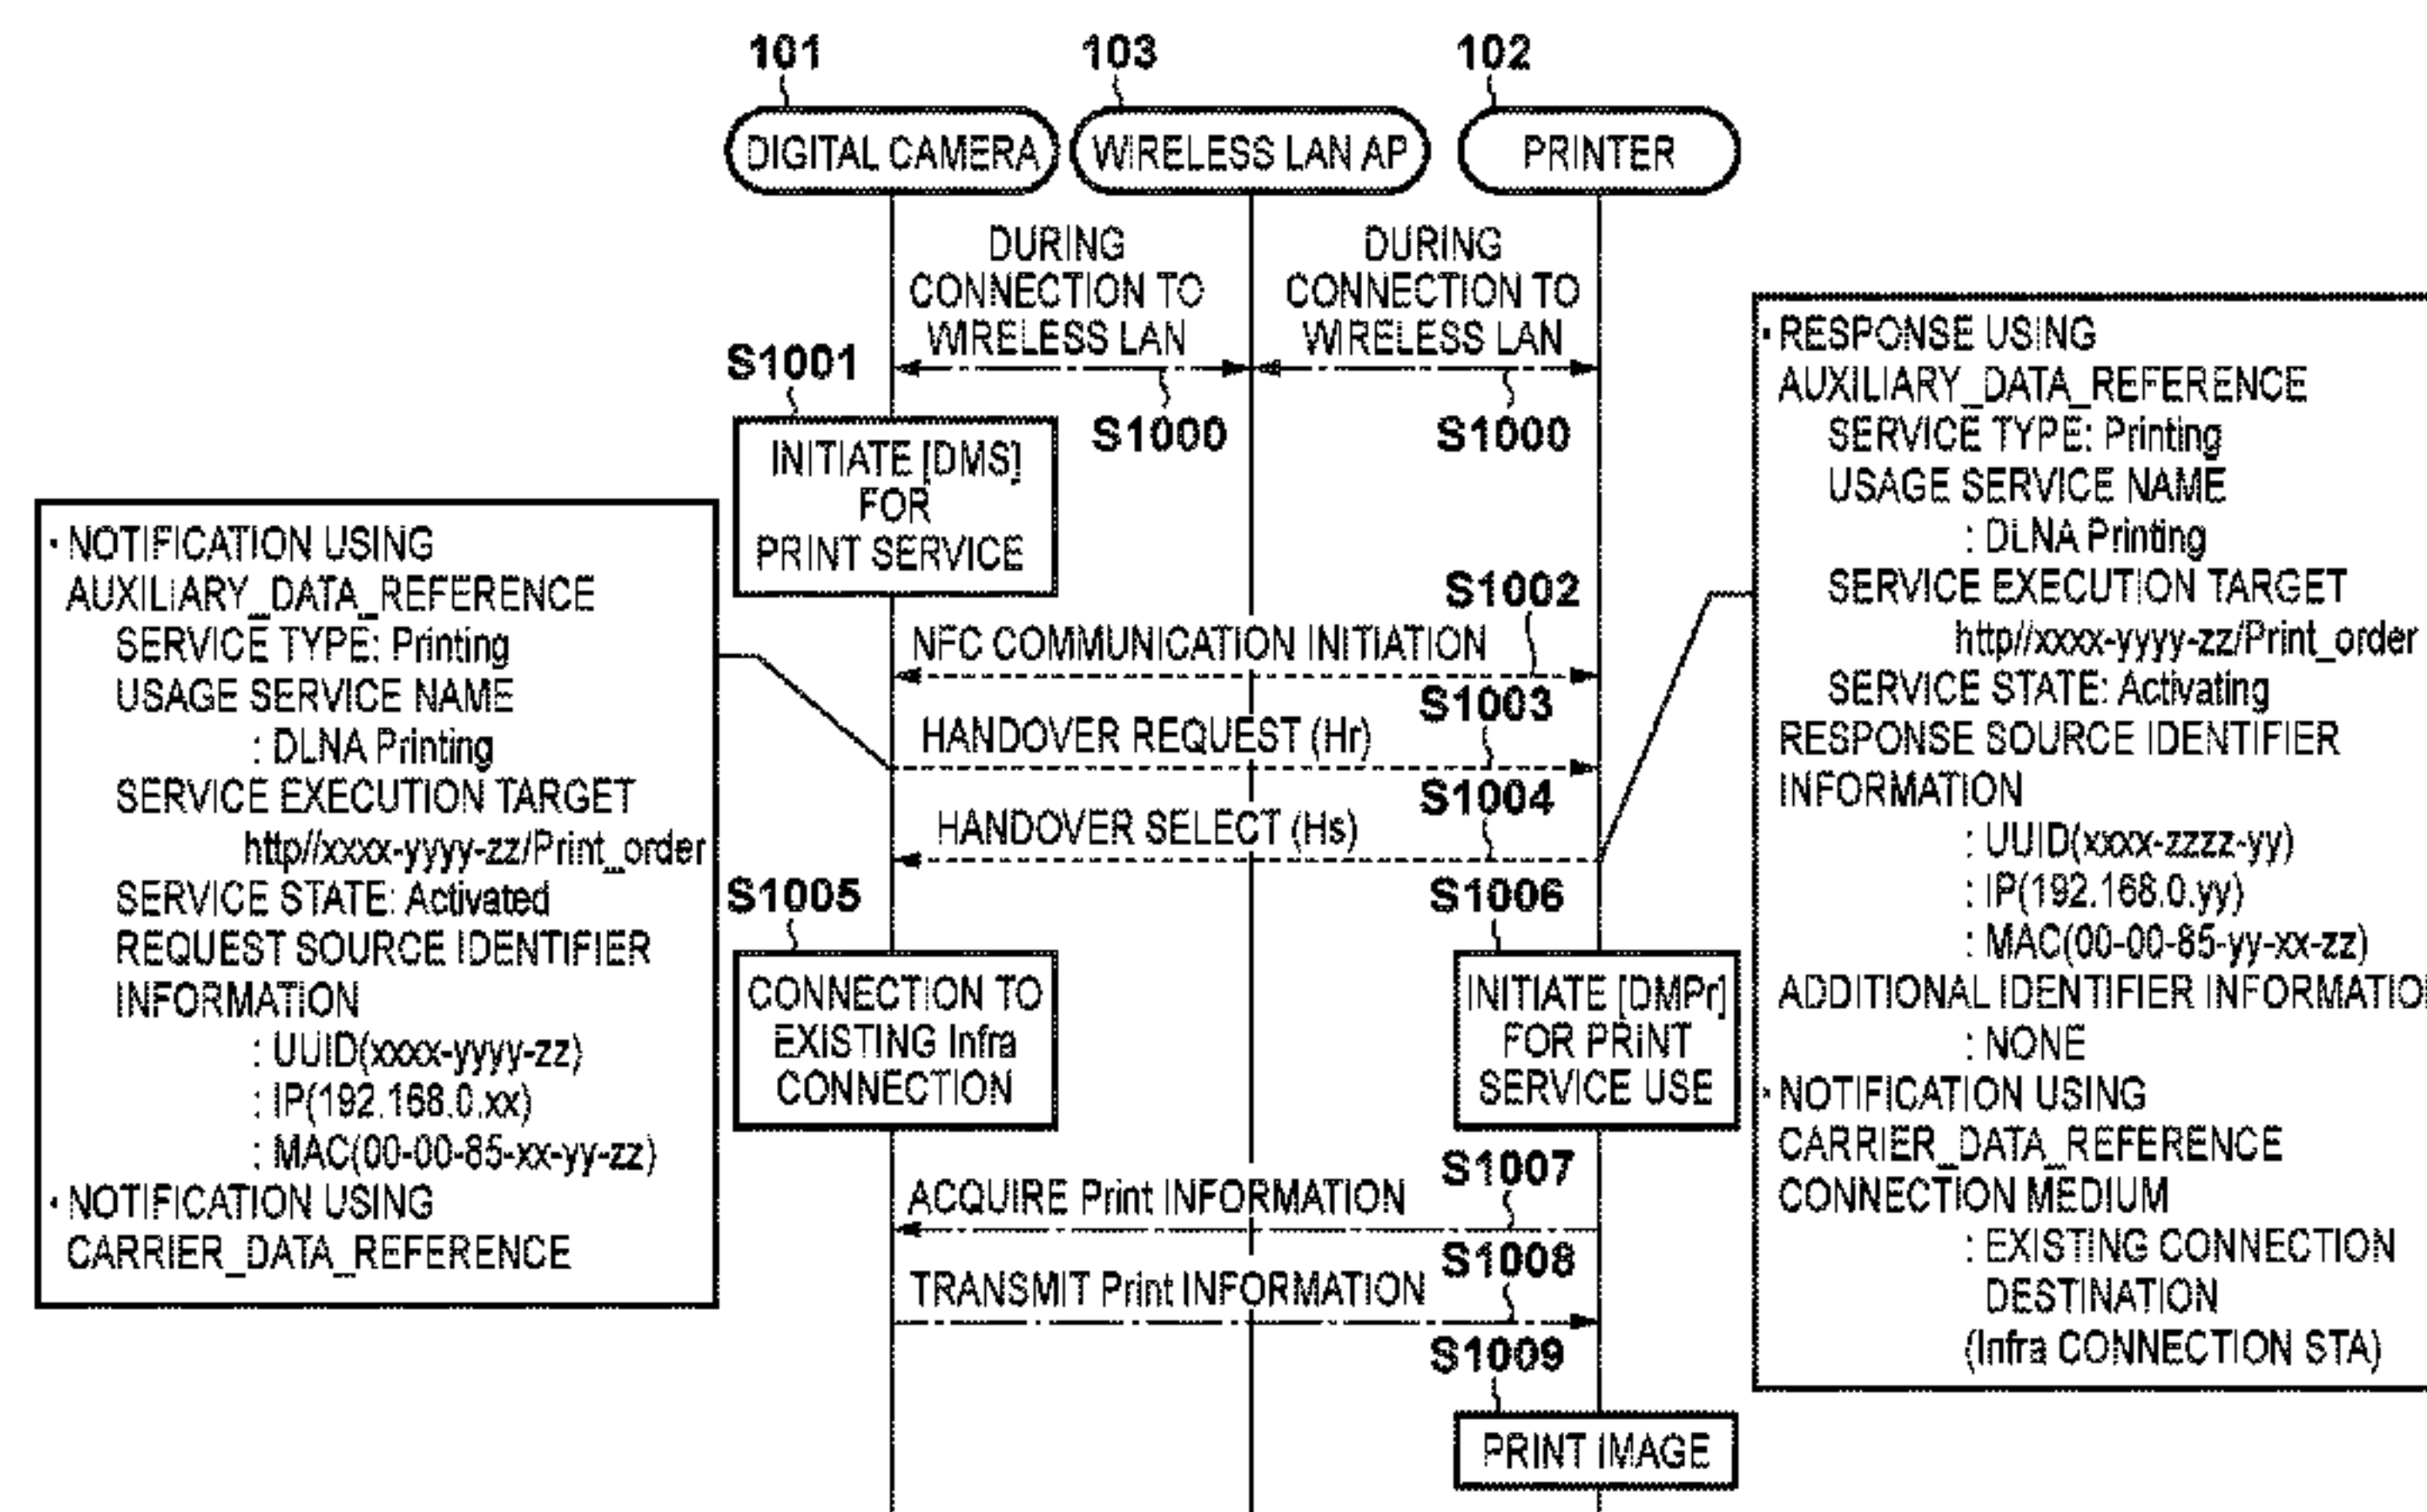 101
103
102
DIGITAL CAMERA
WIRELESS LAN AP
PRINTER
DURING
CONNECTION TO
WIRELESS LAN
DURING
CONNECTION TO
WIRELESS LAN
S1000
S1000
S1001
INITIATE [DMS]
FOR
PRINT SERVICE
S1002
NFC COMMUNICATION INITIATION
S1003
HANDOVER REQUEST (Hr)
S1004
HANDOVER SELECT (Hs)
S1005
CONNECTION TO
EXISTING Infra
CONNECTION
S1006
INITIATE [DMPr]
FOR PRINT
SERVICE USE
S1007
ACQUIRE Print INFORMATION
S1008
TRANSMIT Print INFORMATION
S1009
PRINT IMAGE
· NOTIFICATION USING
AUXILIARY_DATA_REFERENCE
SERVICE TYPE: Printing
USAGE SERVICE NAME
: DLNA Printing
SERVICE EXECUTION TARGET
http//xxxx-yyyy-zz/Print_order
SERVICE STATE: Activated
REQUEST SOURCE IDENTIFIER
INFORMATION
: UUID(xxxx-yyyy-zz)
: IP(192.168.0.xx)
: MAC(00-00-85-xx-yy-zz)
· NOTIFICATION USING
CARRIER_DATA_REFERENCE
· RESPONSE USING
AUXILIARY_DATA_REFERENCE
SERVICE TYPE: Printing
USAGE SERVICE NAME
: DLNA Printing
SERVICE EXECUTION TARGET
http//xxxx-yyyy-zz/Print_order
SERVICE STATE: Activating
RESPONSE SOURCE IDENTIFIER
INFORMATION
: UUID(xxxx-zzzz-yy)
: IP(192.168.0.yy)
: MAC(00-00-85-yy-xx-zz)
ADDITIONAL IDENTIFIER INFORMATIO
: NONE
· NOTIFICATION USING
CARRIER_DATA_REFERENCE
CONNECTION MEDIUM
: EXISTING CONNECTION
DESTINATION
(Infra CONNECTION STA)